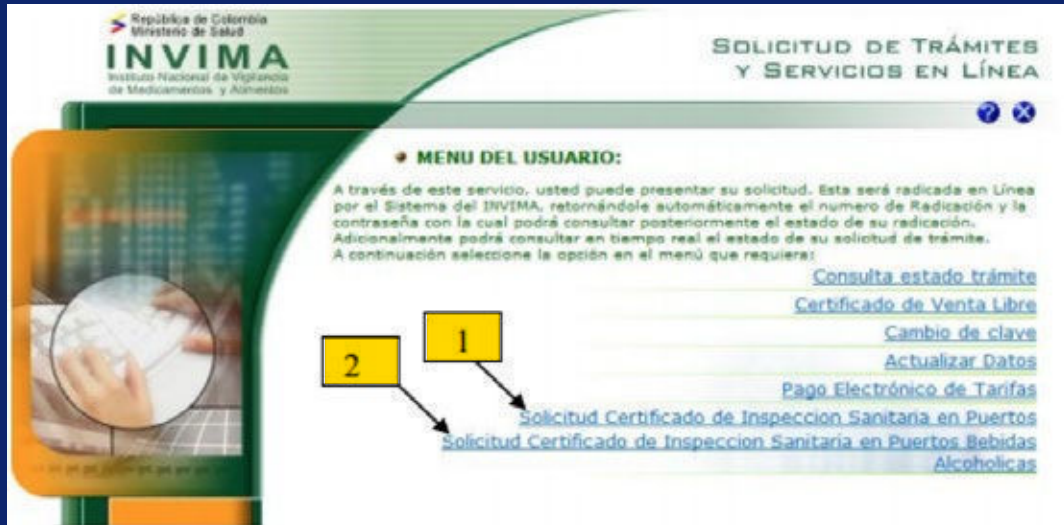 República de Colombia
Ministerio de Salud
INVIMA
Instituto Nacional de Vigilancia
de Medicamentos y Alimentos
SOLICITUD DE TRÁMITES
Y SERVICIOS EN LÍNEA
MENU DEL USUARIO:
A través de este servicio, usted puede presentar su solicitud. Esta será radicada en Línea
por el Sistema del INVIMA, retornándole automáticamente el numero de Radicación y la
contraseña con la cual podrá consultar posteriormente el estado de su radicación.
Adicionalmente podrá consultar en tiempo real el estado de su solicitud de trámite.
A continuación seleccione la opción en el menú que requiera:
Consulta estado trámite
Certificado de Venta Libre
Cambio de clave
Actualizar Datos
Pago Electrónico de Tarifas
1
Solicitud Certificado de Inspeccion Sanitaria en Puertos
2
Solicitud Certificado de Inspeccion Sanitaria en Puertos Bebidas
Alcoholicas